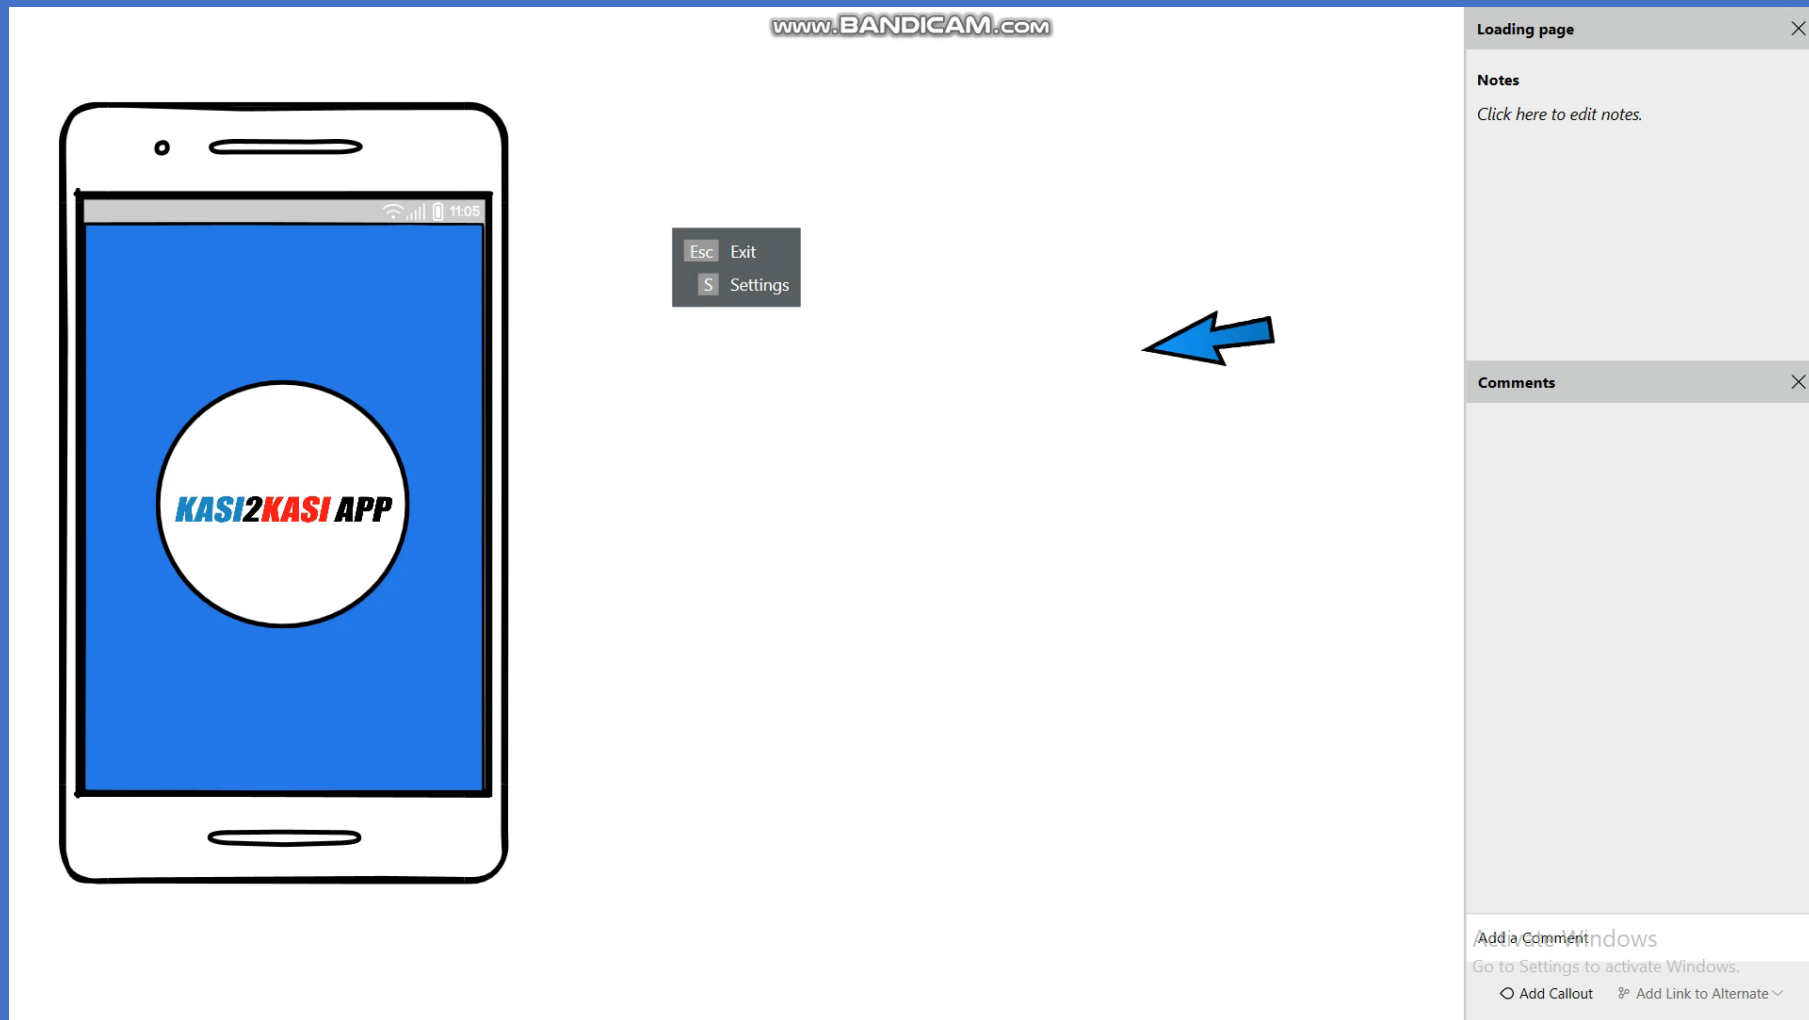 www.BANDICAM.com
Loading page
Notes
Click here to edit notes.
11:05
Esc Exit
S Settings
KASI2KASI APP
Comments
Add a Comment
Activate Windows
Go to Settings to activate Windows.
Add Callout
Add Link to Alternate